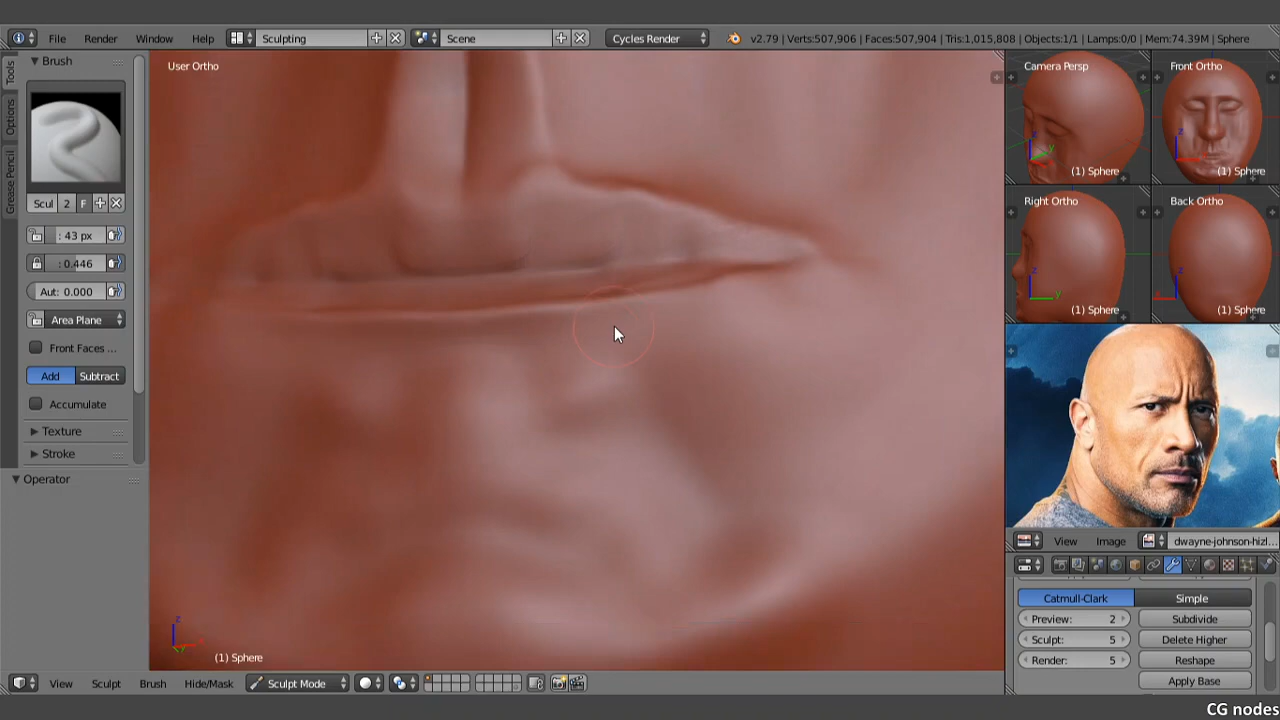 File Render Window Help Sculpting Scene Cycles Render v2.79 | Verts:507,906 | Faces:507,904 | Tris:1,015,808 | Objects:1/1 | Lamps:0/0 | Mem:74.39M | Sphere
Tools
Options
Grease Pencil
Brush
Scul 2 F
: 43 px
: 0.446
Aut: 0.000
Area Plane
Front Faces ...
Add Subtract
Accumulate
Texture
Stroke
Operator
User Ortho
z
x
y
(1) Sphere
Camera Persp
z
y
(1) Sphere
Front Ortho
z
x
(1) Sphere
Right Ortho
z
y
(1) Sphere
Back Ortho
z
x
(1) Sphere
View Image dwayne-johnson-hizl...
Catmull-Clark Simple
Preview: 2 Subdivide
Sculpt: 5 Delete Higher
Render: 5 Reshape
Apply Base
View Sculpt Brush Hide/Mask Sculpt Mode
CG nodes